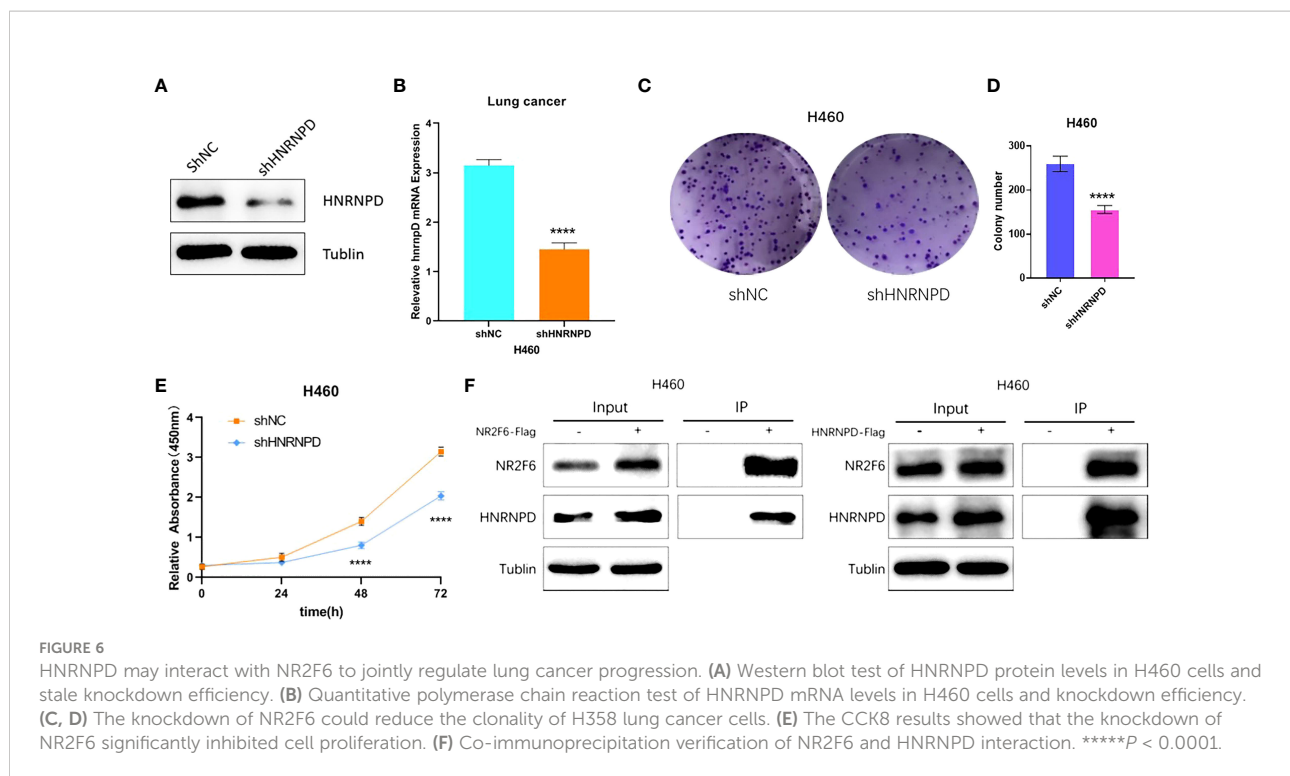 A
ShNC
shHNRNPD
HNRNPD
Tublin
B
Lung cancer
Relevative hnrnpD mRNA Expression
4
3
2
1
0
****
shNC
shHNRNPD
H460
C
H460
shNC
shHNRNPD
D
H460
Colony number
300
200
100
0
****
shNC
shHNRNPD
E
H460
shNC
shHNRNPD
Relative Absorbance(450nm)
4
3
2
1
0
****
****
0
24
48
72
time(h)
F
H460
Input
IP
NR2F6-Flag
-
+
-
+
NR2F6
HNRNPD
Tublin
H460
Input
IP
HNRNPD-Flag
-
+
-
+
NR2F6
HNRNPD
Tublin
FIGURE 6
HNRNPD may interact with NR2F6 to jointly regulate lung cancer progression. (A) Western blot test of HNRNPD protein levels in H460 cells and
stale knockdown efficiency. (B) Quantitative polymerase chain reaction test of HNRNPD mRNA levels in H460 cells and knockdown efficiency.
(C, D) The knockdown of NR2F6 could reduce the clonality of H358 lung cancer cells. (E) The CCK8 results showed that the knockdown of
NR2F6 significantly inhibited cell proliferation. (F) Co-immunoprecipitation verification of NR2F6 and HNRNPD interaction. *****P < 0.0001.